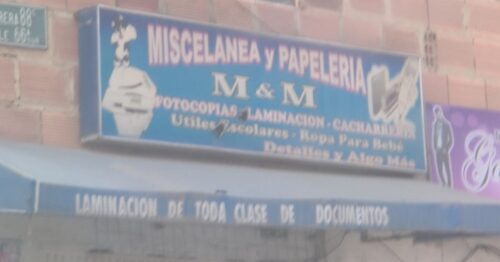 MISCELANEA y PAPELERIA
M & M
FOTOCOPIAS - LAMINACION - CACHARRERIA
Utiles Escolares - Ropa Para Bebé
Detalles y Algo Más
LAMINACION DE TODA CLASE DE DOCUMENTOS